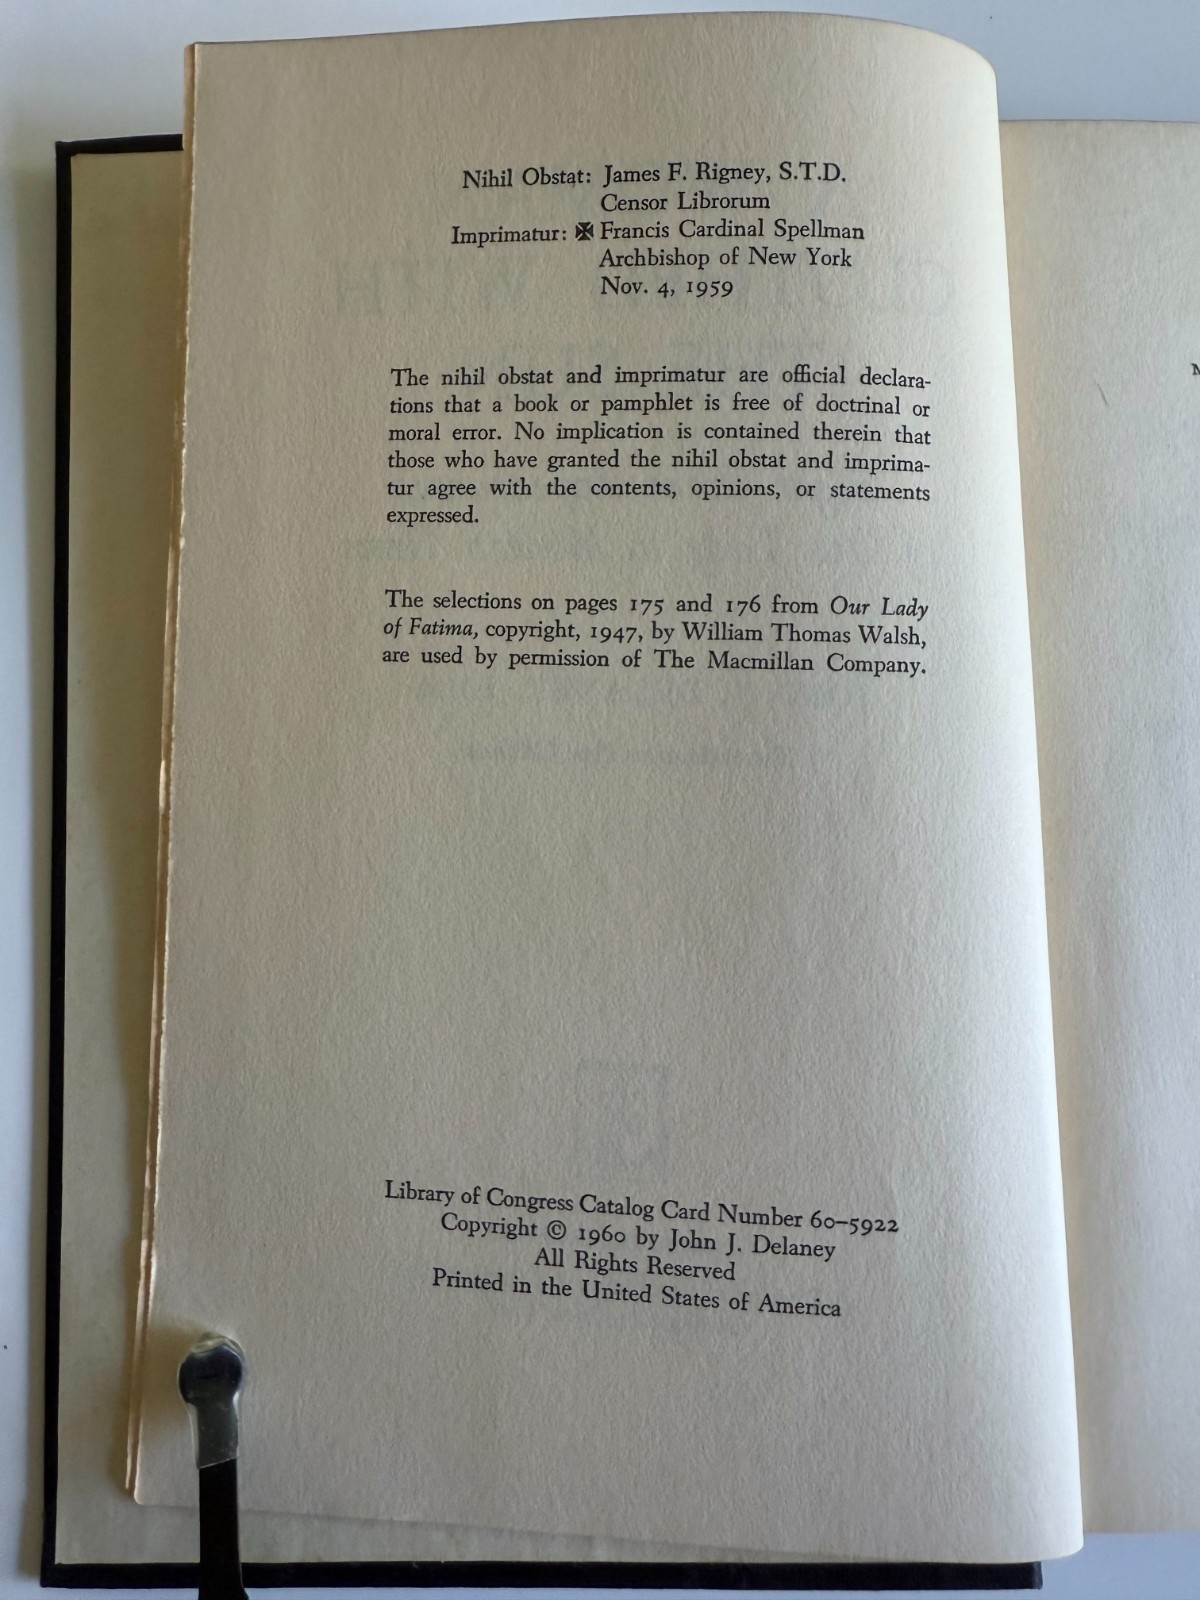 Nihil Obstat: James F. Rigney, S.T.D.
Censor Librorum
Imprimatur: ✠ Francis Cardinal Spellman
Archbishop of New York
Nov. 4, 1959
The nihil obstat and imprimatur are official declara-
tions that a book or pamphlet is free of doctrinal or
moral error. No implication is contained therein that
those who have granted the nihil obstat and imprima-
tur agree with the contents, opinions, or statements
expressed.
The selections on pages 175 and 176 from Our Lady
of Fatima, copyright, 1947, by William Thomas Walsh,
are used by permission of The Macmillan Company.
Library of Congress Catalog Card Number 60–5922
Copyright © 1960 by John J. Delaney
All Rights Reserved
Printed in the United States of America